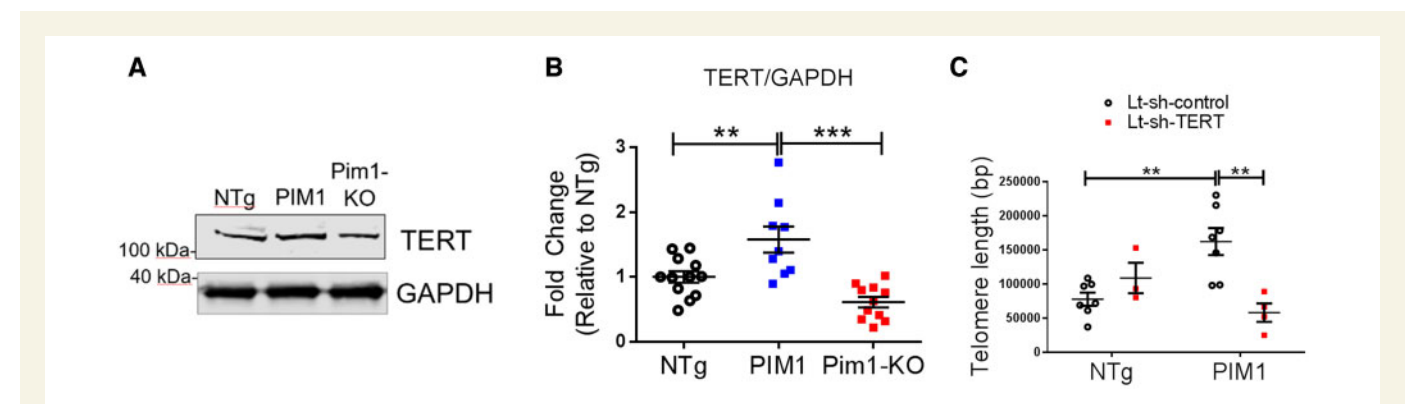 A
NTg PIM1 Pim1-
KO
100 kDa-
TERT
40 kDa-
GAPDH
B
TERT/GAPDH
** ***
Fold Change
(Relative to NTg)
3
2
1
0
NTg PIM1 Pim1-KO
C
Lt-sh-control
Lt-sh-TERT
** **
Telomere length (bp)
250000
200000
150000
100000
50000
0
NTg PIM1